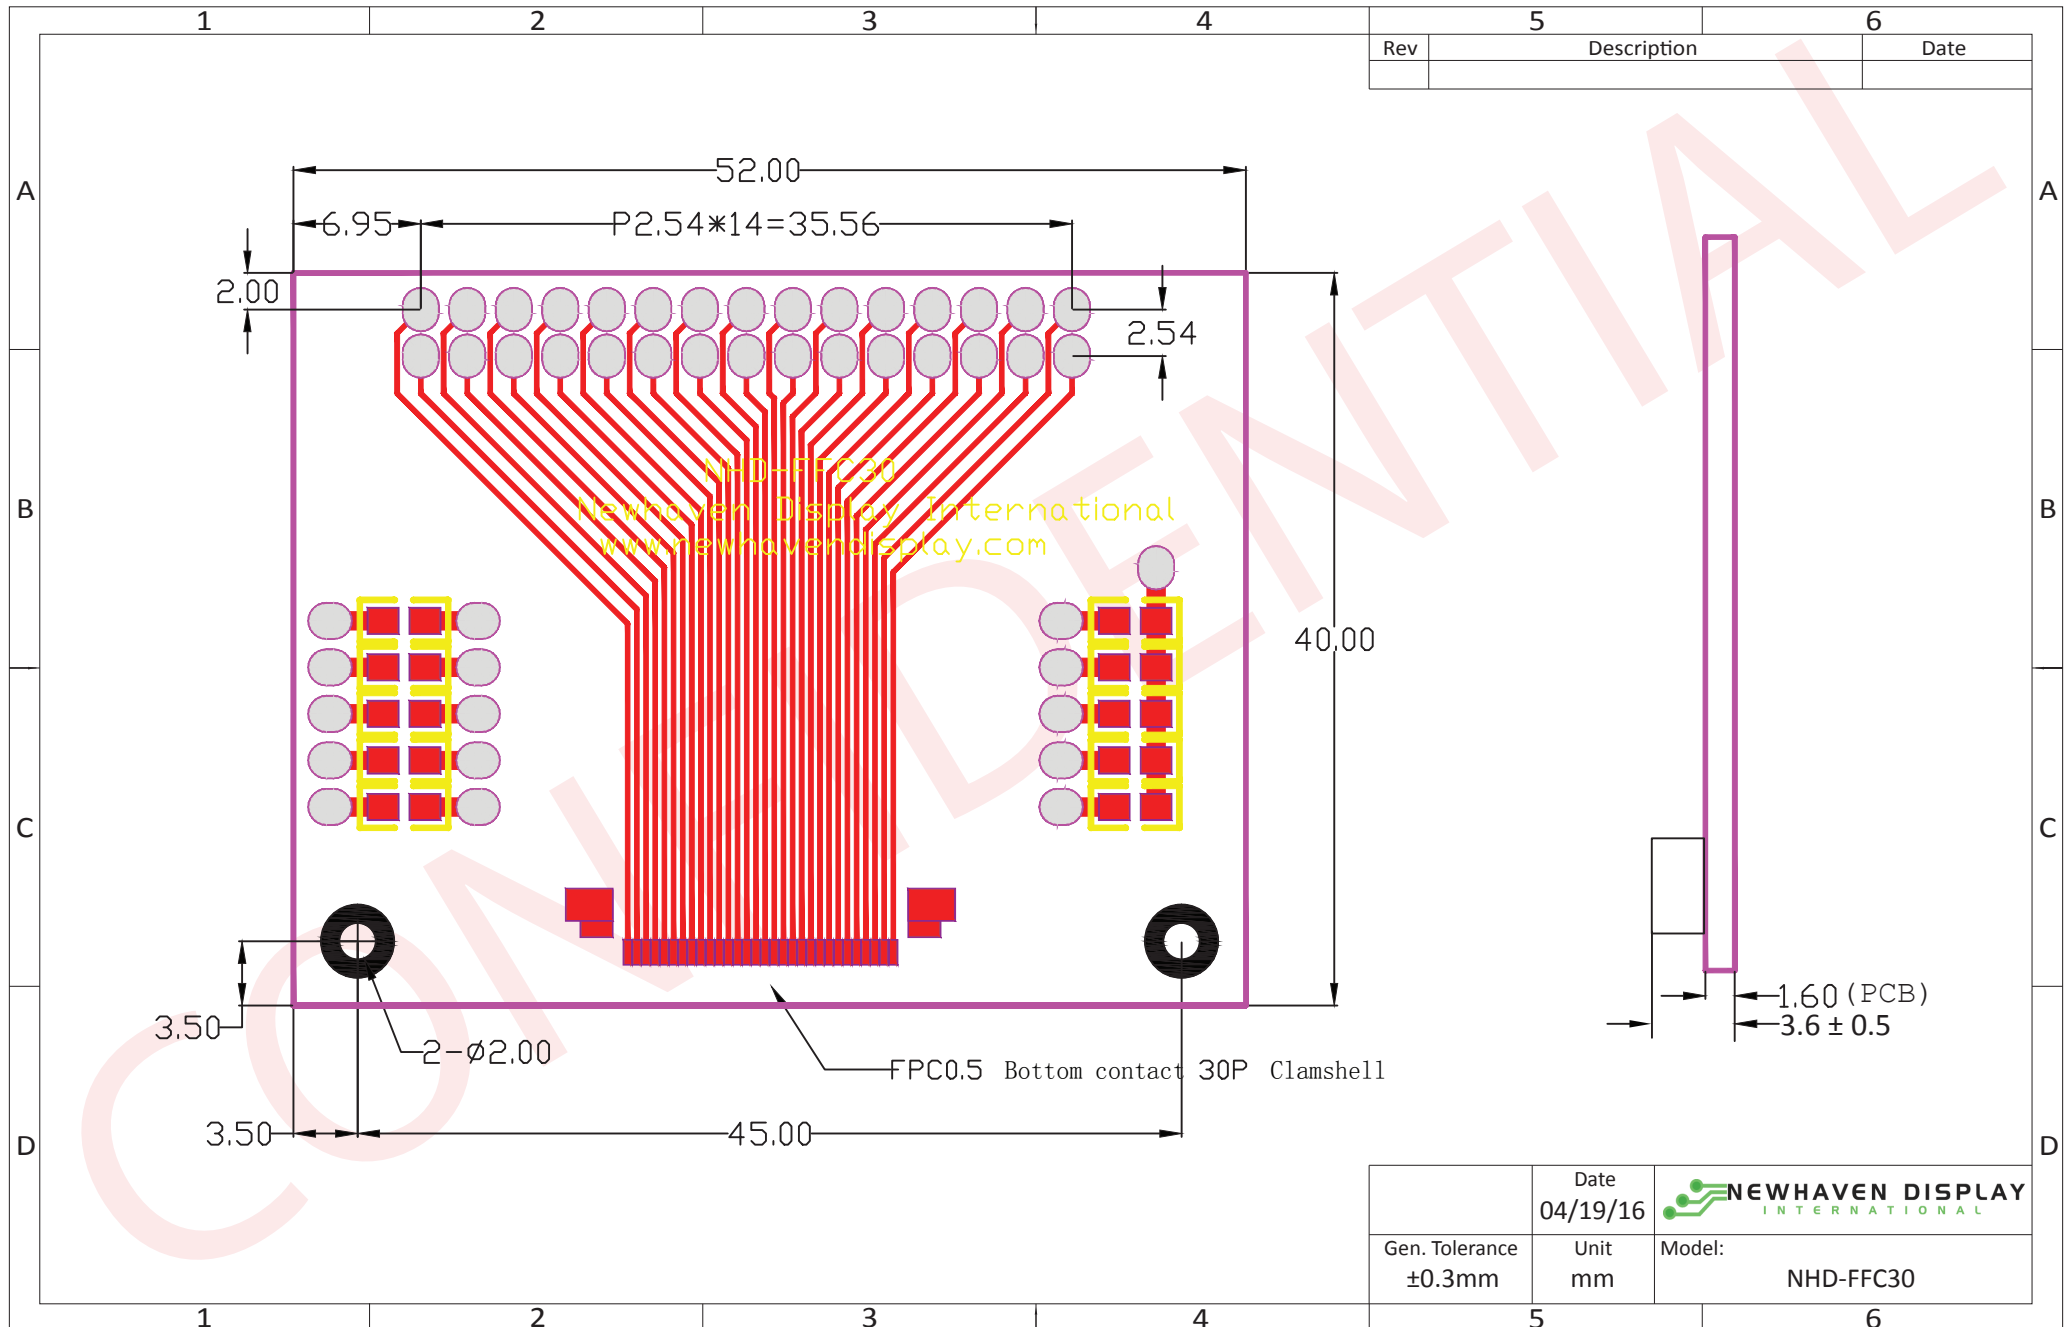 1 2 3 4 5 6
Rev Description Date
A A
52.00
6.95 P2.54*14=35.56
2.00
2.54
NHD-FFC30
Newhaven Display International
www.newhavendisplay.com
B B
40.00
C C
1.60 (PCB)
3.6 ± 0.5
3.50
2-ø2.00
FPC0.5 Bottom contact 30P Clamshell
3.50 45.00
D D
CONFIDENTIAL
Date
04/19/16
NEWHAVEN DISPLAY
INTERNATIONAL
Gen. Tolerance Unit Model:
±0.3mm mm NHD-FFC30
1 2 3 4 5 6